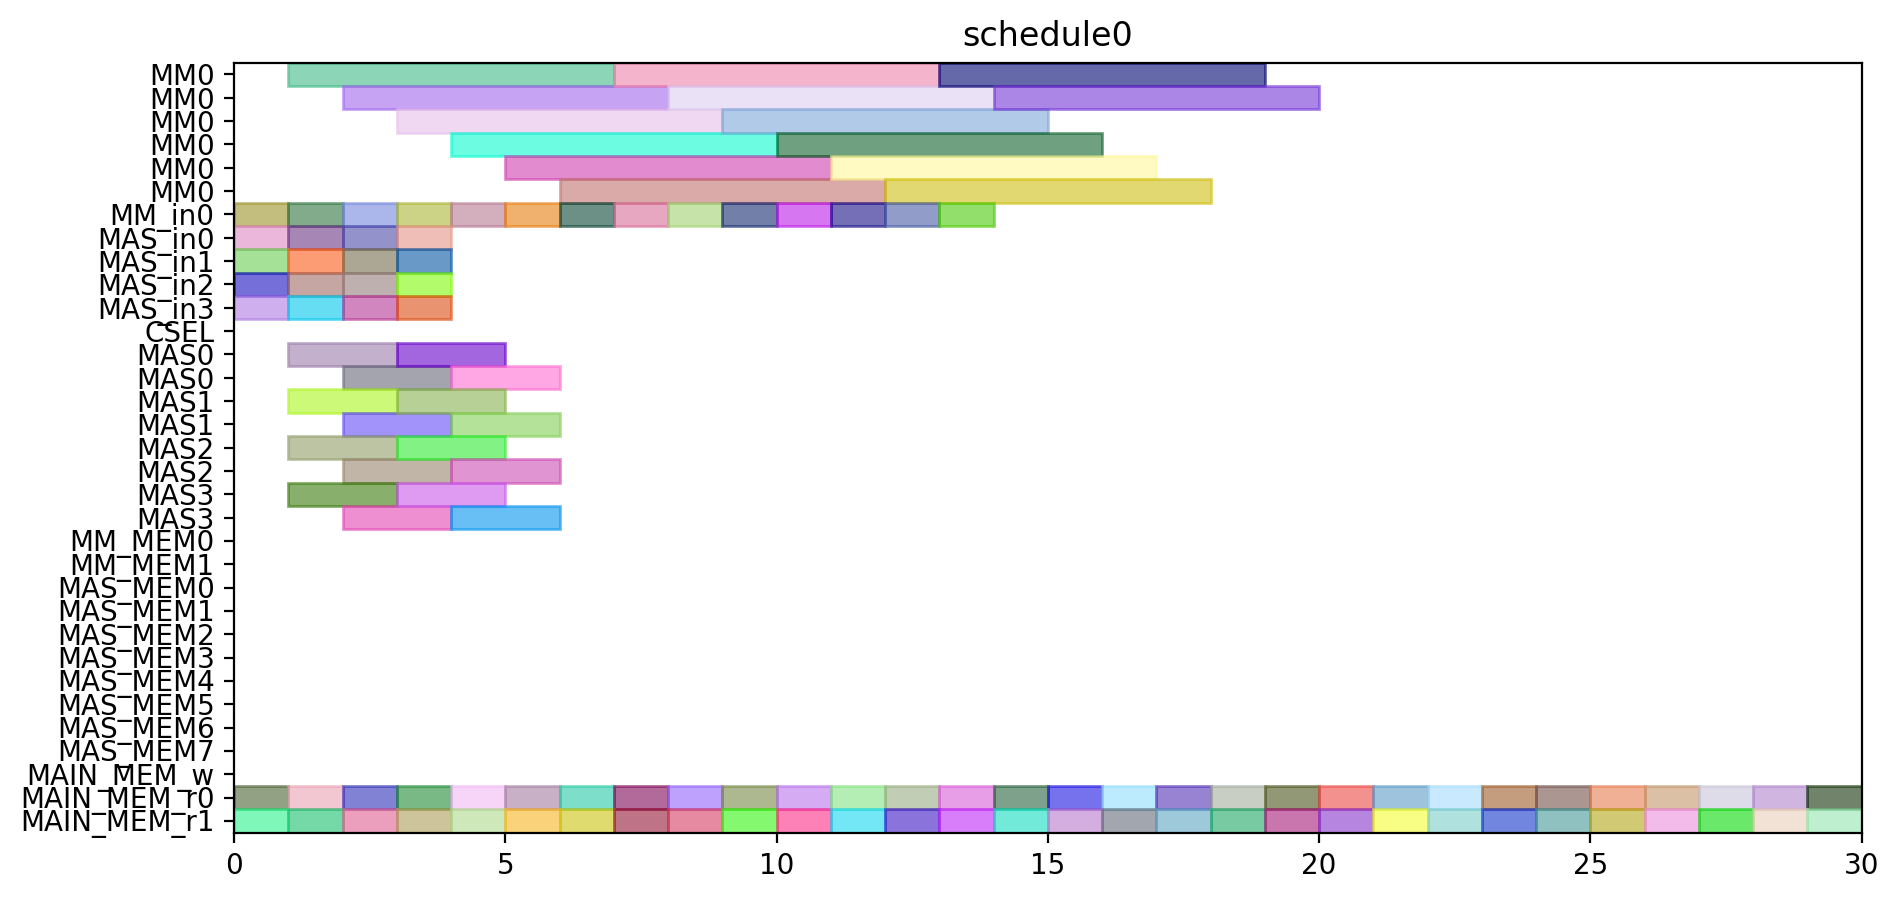 schedule0
MM0
MM0
MM0
MM0
MM0
MM0
MM_in0
MAS_in0
MAS_in1
MAS_in2
MAS_in3
CSEL
MAS0
MAS0
MAS1
MAS1
MAS2
MAS2
MAS3
MAS3
MM_MEM0
MM_MEM1
MAS_MEM0
MAS_MEM1
MAS_MEM2
MAS_MEM3
MAS_MEM4
MAS_MEM5
MAS_MEM6
MAS_MEM7
MAIN_MEM_w
MAIN_MEM_r0
MAIN_MEM_r1
0 5 10 15 20 25 30